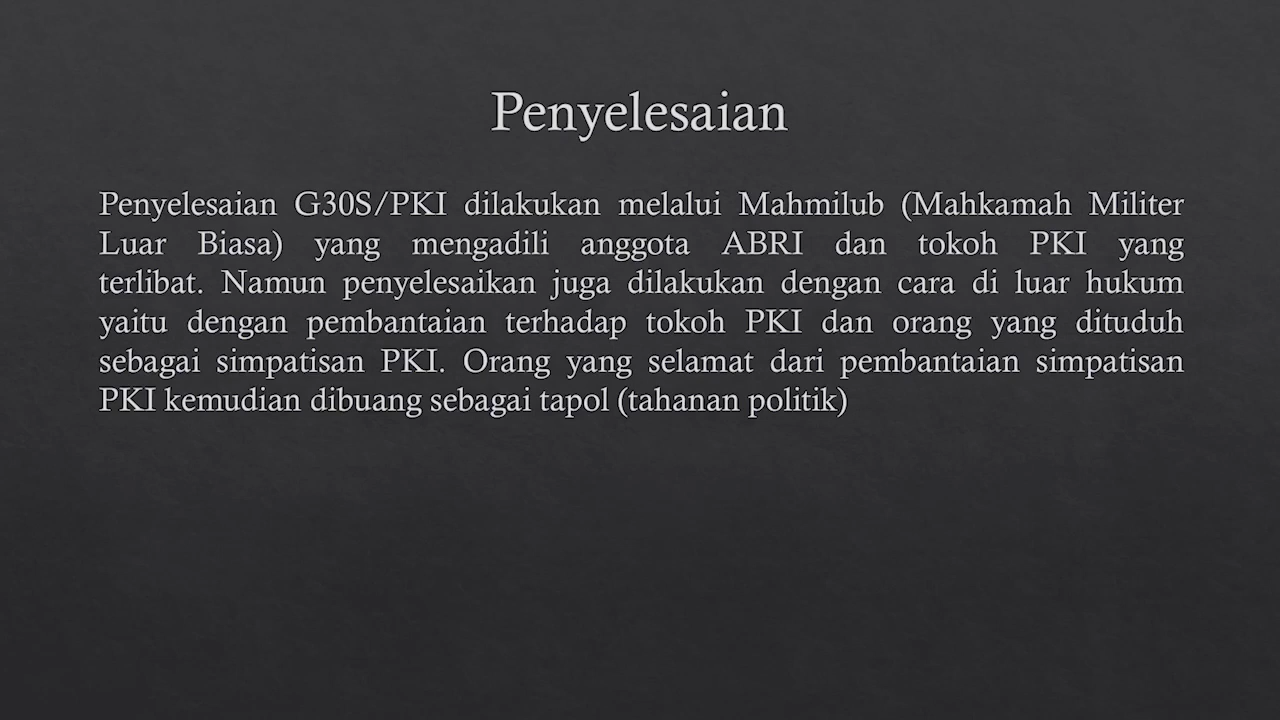 Penyelesaian
Penyelesaian G30S/PKI dilakukan melalui Mahmilub (Mahkamah Militer
Luar Biasa) yang mengadili anggota ABRI dan tokoh PKI yang
terlibat. Namun penyelesaikan juga dilakukan dengan cara di luar hukum
yaitu dengan pembantaian terhadap tokoh PKI dan orang yang dituduh
sebagai simpatisan PKI. Orang yang selamat dari pembantaian simpatisan
PKI kemudian dibuang sebagai tapol (tahanan politik)